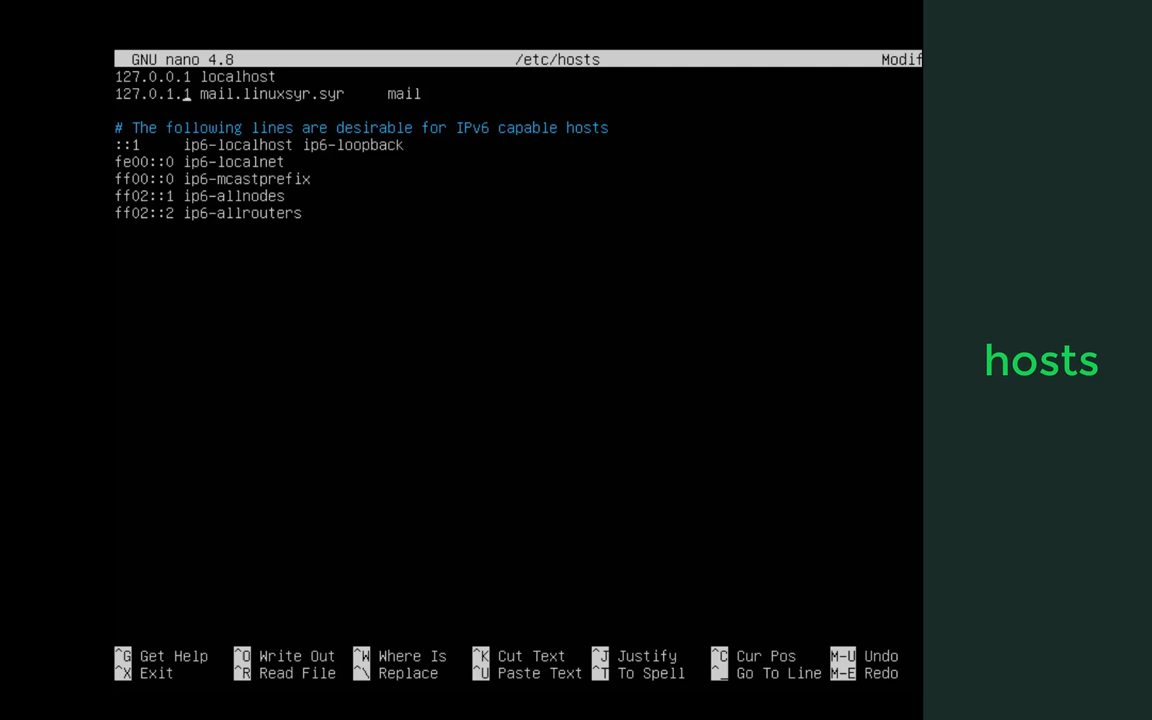 GNU nano 4.8 /etc/hosts Modif
127.0.0.1 localhost
127.0.1.1 mail.linuxsyr.syr mail
# The following lines are desirable for IPv6 capable hosts
::1 ip6-localhost ip6-loopback
fe00::0 ip6-localnet
ff00::0 ip6-mcastprefix
ff02::1 ip6-allnodes
ff02::2 ip6-allrouters
hosts
^G Get Help ^O Write Out ^W Where Is ^K Cut Text ^J Justify ^C Cur Pos M-U Undo
^X Exit ^R Read File ^\ Replace ^U Paste Text ^T To Spell ^_ Go To Line M-E Redo